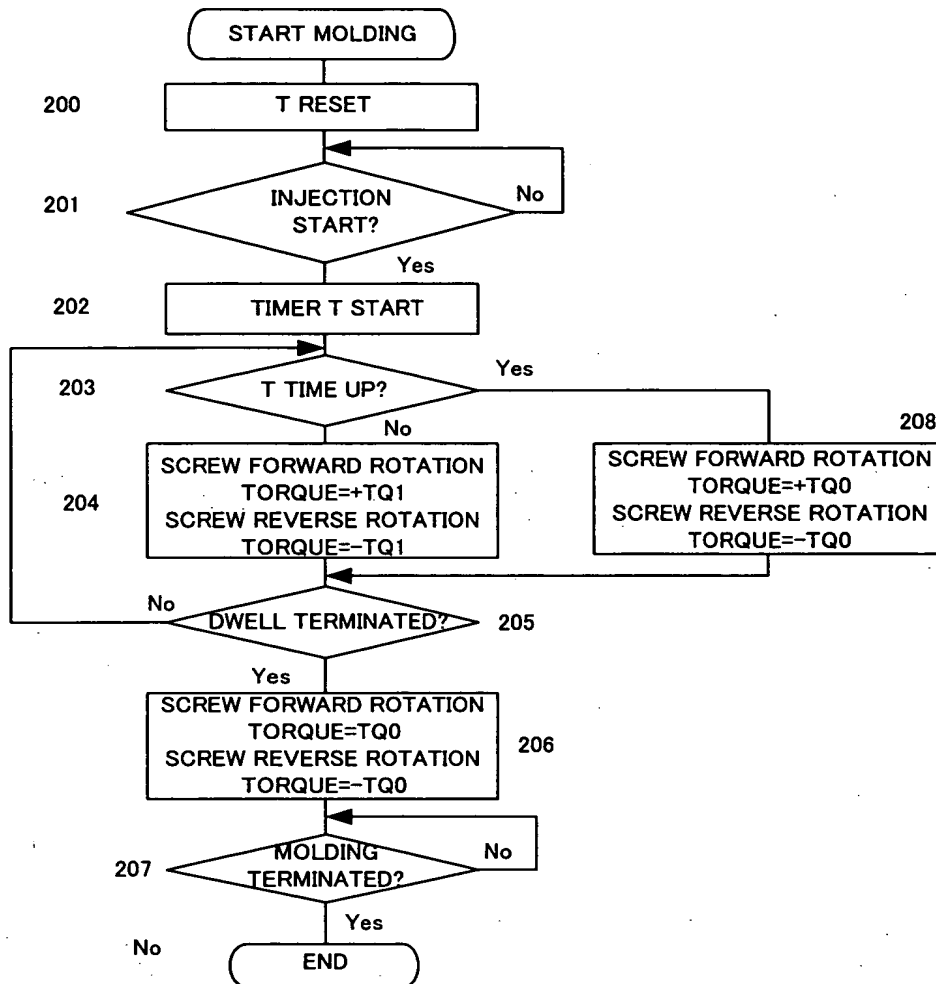 START MOLDING
200
T RESET
201
INJECTION
START?
No
Yes
202
TIMER T START
203
T TIME UP?
Yes
No
208
204
SCREW FORWARD ROTATION
TORQUE=+TQ1
SCREW REVERSE ROTATION
TORQUE=-TQ1
SCREW FORWARD ROTATION
TORQUE=+TQ0
SCREW REVERSE ROTATION
TORQUE=-TQ0
No
DWELL TERMINATED?
205
Yes
SCREW FORWARD ROTATION
TORQUE=TQ0
SCREW REVERSE ROTATION
TORQUE=-TQ0
206
207
MOLDING
TERMINATED?
No
Yes
No
END